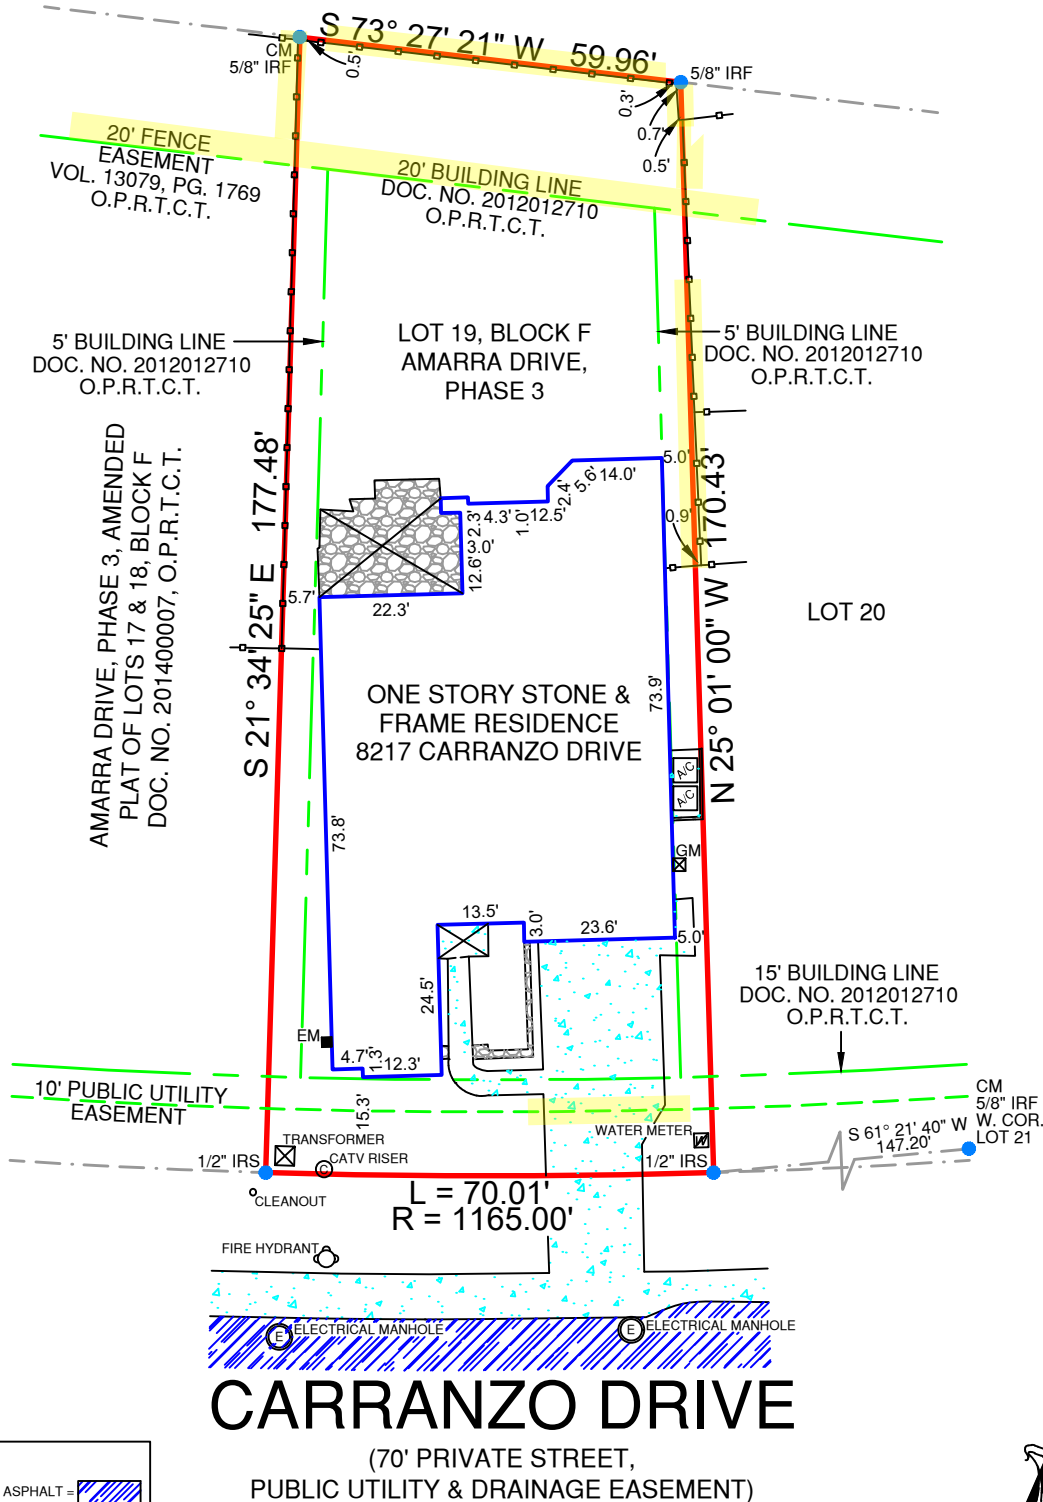 S 73° 27' 21" W 59.96'
CM
5/8" IRF
0.5'
5/8" IRF
0.3'
0.7'
0.5'
20' FENCE
EASEMENT
VOL. 13079, PG. 1769
O.P.R.T.C.T.
20' BUILDING LINE
DOC. NO. 2012012710
O.P.R.T.C.T.
5' BUILDING LINE
DOC. NO. 2012012710
O.P.R.T.C.T.
LOT 19, BLOCK F
AMARRA DRIVE,
PHASE 3
5' BUILDING LINE
DOC. NO. 2012012710
O.P.R.T.C.T.
AMARRA DRIVE, PHASE 3, AMENDED
PLAT OF LOTS 17 & 18, BLOCK F
DOC. NO. 201400007, O.P.R.T.C.T.
S 21° 34' 25" E 177.48'
N 25° 01' 00" W 170.43'
5.0'
14.0'
5.6'
2.4'
12.5'
1.0'
4.3'
2.3'
3.0'
12.6'
0.9'
5.7'
22.3'
LOT 20
ONE STORY STONE &
FRAME RESIDENCE
8217 CARRANZO DRIVE
73.9'
A/C
A/C
73.8'
GM
13.5'
3.0'
23.6'
5.0'
24.5'
15' BUILDING LINE
DOC. NO. 2012012710
O.P.R.T.C.T.
EM
4.7'
1.3'
12.3'
15.3'
10' PUBLIC UTILITY
EASEMENT
CM
5/8" IRF
W. COR.
LOT 21
S 61° 21' 40" W
147.20'
WATER METER
W
TRANSFORMER
1/2" IRS
C
CATV RISER
1/2" IRS
CLEANOUT
L = 70.01'
R = 1165.00'
FIRE HYDRANT
E
ELECTRICAL MANHOLE
E
ELECTRICAL MANHOLE
CARRANZO DRIVE
(70' PRIVATE STREET,
PUBLIC UTILITY & DRAINAGE EASEMENT)
ASPHALT =